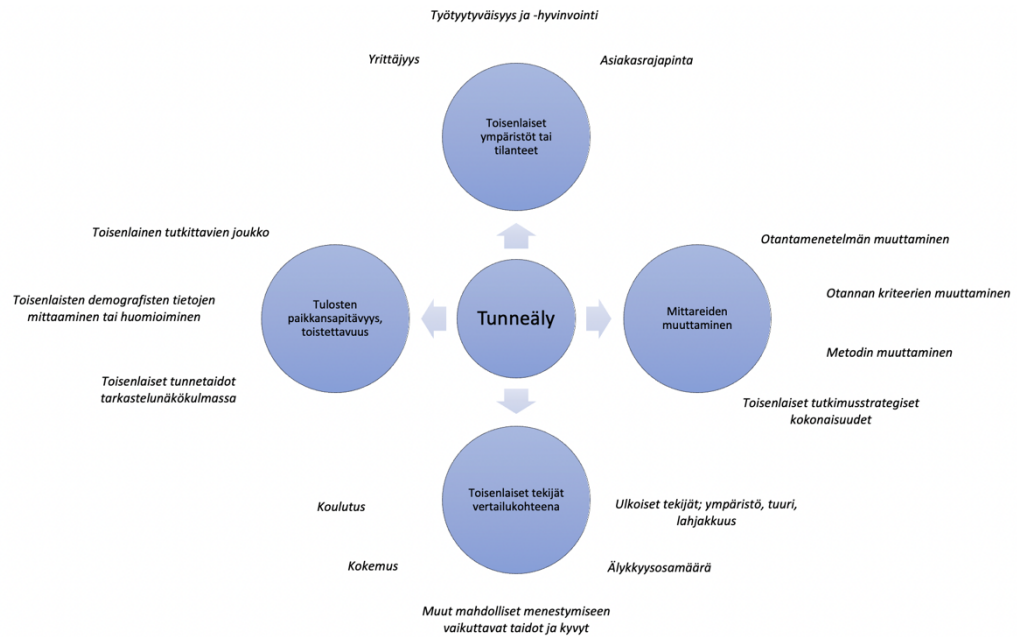 Työtyytyväisyys ja -hyvinvointi
Yrittäjyys
Asiakasrajapinta
Toisenlaiset
ympäristöt tai
tilanteet
Toisenlainen tutkittavien joukko
Toisenlaisten demografisten tietojen
mittaaminen tai huomioiminen
Toisenlaiset tunnetaidot
tarkastelunäkökulmassa
Tulosten
paikkansapitävyys,
toistettavuus
Tunneäly
Mittareiden
muuttaminen
Otantamenetelmän muuttaminen
Otannan kriteerien muuttaminen
Metodin muuttaminen
Toisenlaiset tutkimusstrategiset
kokonaisuudet
Toisenlaiset tekijät
vertailukohteena
Koulutus
Kokemus
Ulkoiset tekijät; ympäristö, tuuri,
lahjakkuus
Älykkyysosamäärä
Muut mahdolliset menestymiseen
vaikuttavat taidot ja kyvyt